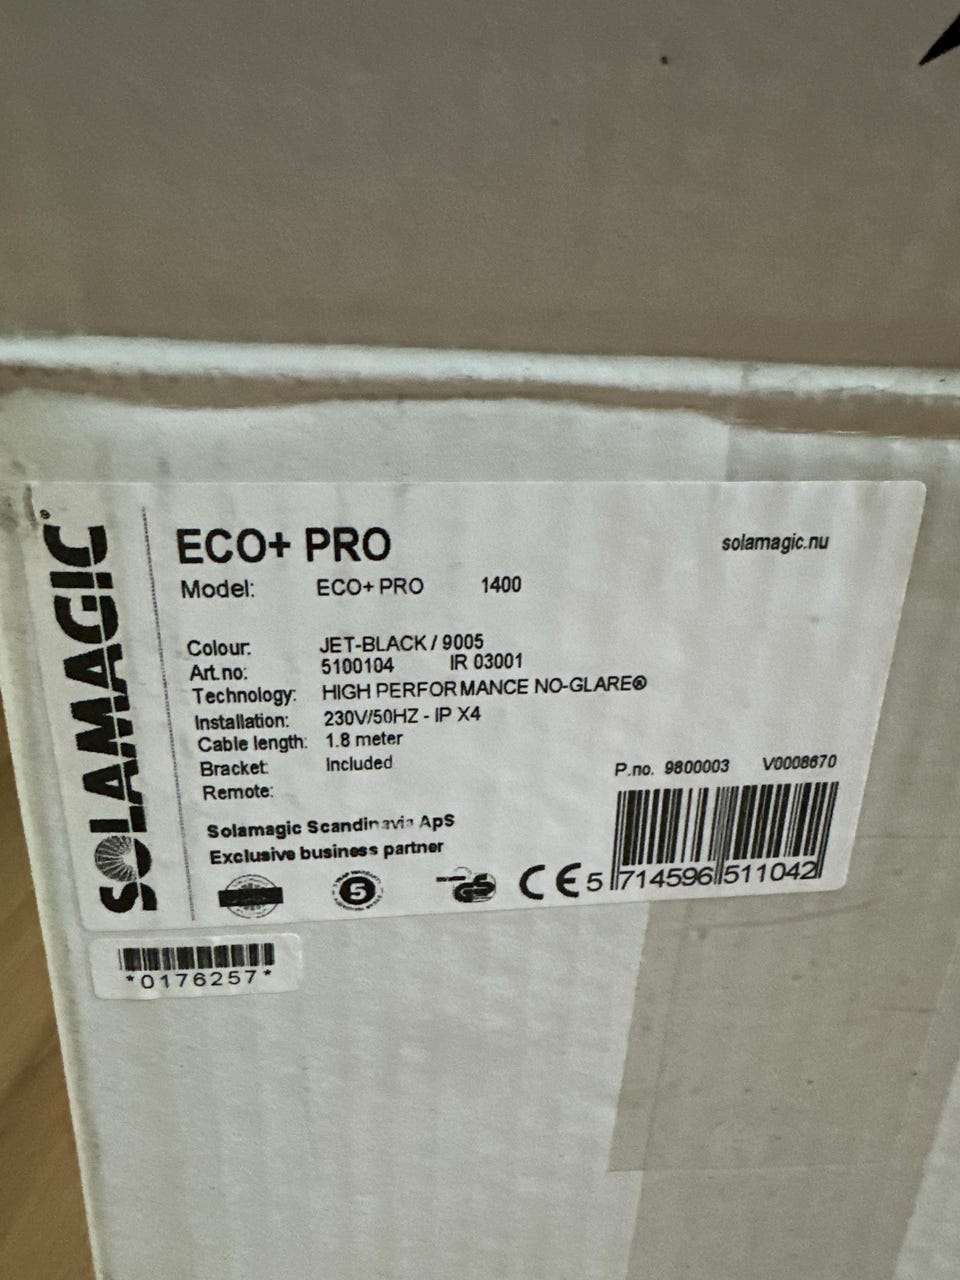 SOLAMAGIC®
ECO+ PRO
solamagic.nu
Model: ECO+ PRO 1400
Colour: JET-BLACK / 9005
Art.no: 5100104 IR 03001
Technology: HIGH PERFORMANCE NO-GLARE®
Installation: 230V/50HZ - IP X4
Cable length: 1.8 meter
Bracket: Included
Remote:
P.no. 9800003 V0008670
Solamagic Scandinavia ApS
Exclusive business partner
5
GS
CE
5 714596 511042
*0176257*